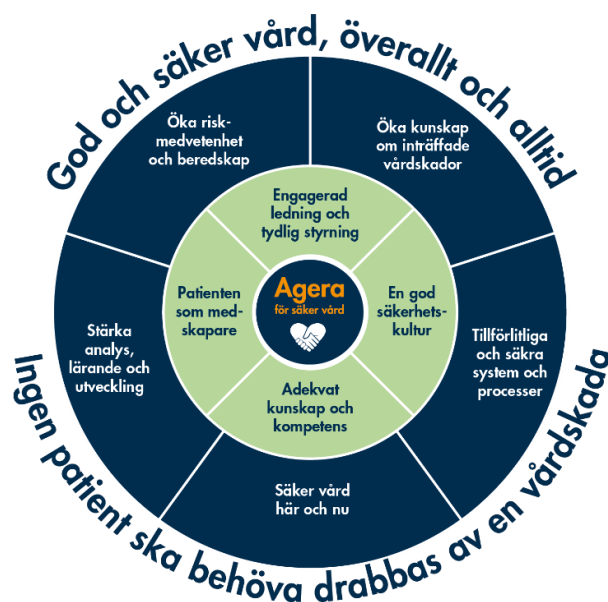 God och säker vård, överallt och alltid
Öka risk-
medvetenhet
och beredskap
Öka kunskap
om inträffade
vårdskador
Engagerad
ledning och
tydlig styrning
Patienten
som med-
skapare
Agera
för säker vård
En god
säkerhets-
kultur
Stärka
analys,
lärande och
utveckling
Tillförlitliga
och säkra
system och
processer
Adekvat
kunskap och
kompetens
Säker vård
här och nu
Ingen patient ska behöva drabbas av en vårdskada